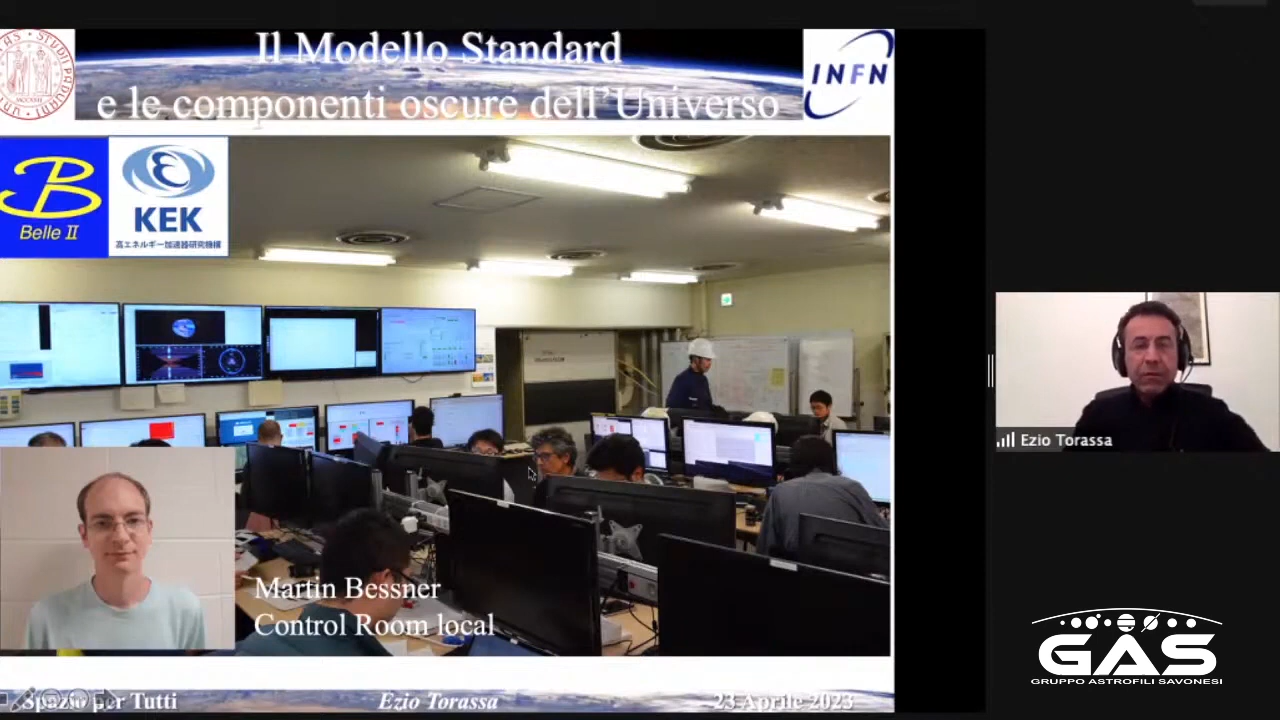 Il Modello Standard
e le componenti oscure dell'Universo
INFN
Belle II
KEK
高エネルギー加速器研究機構
Ezio Torassa
Martin Bessner
Control Room local
GAS
GRUPPO ASTROFILI SAVONESI
Spazio per Tutti
Ezio Torassa
23 Aprile 2023